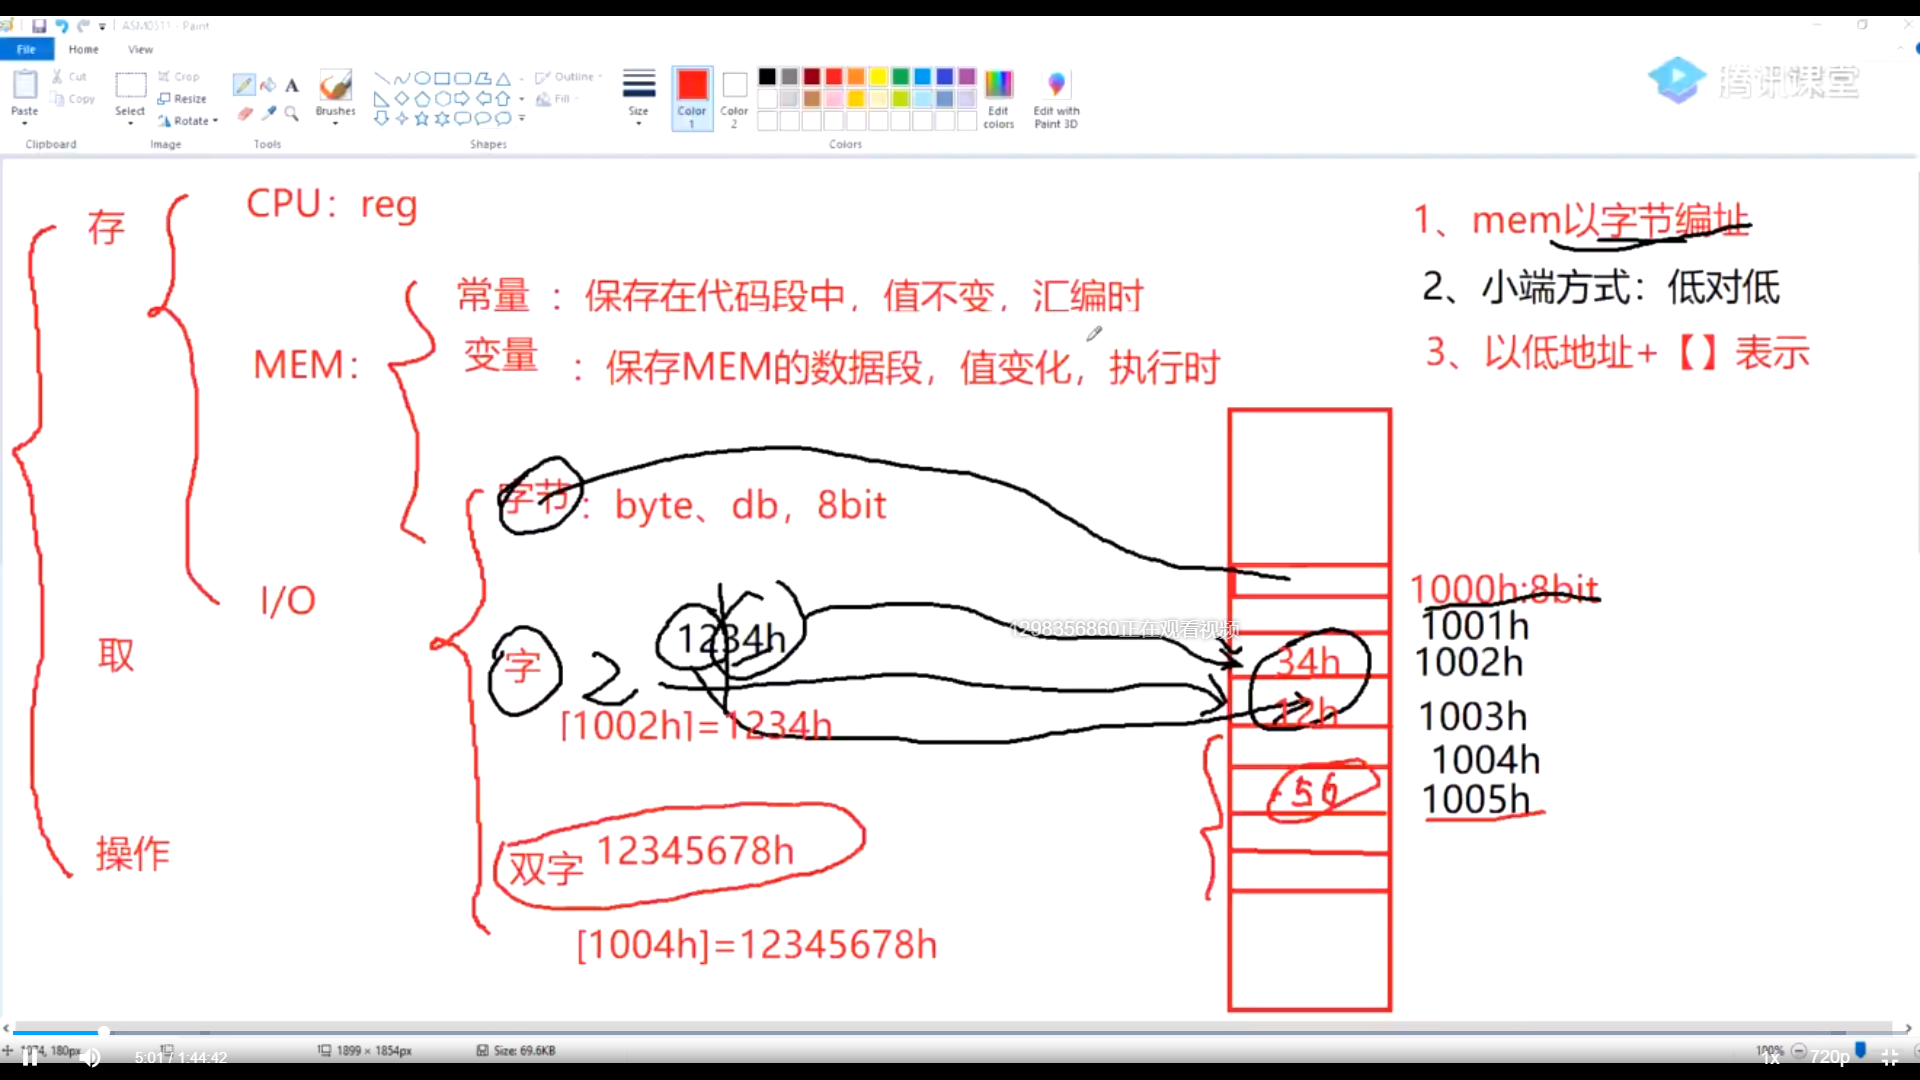 ASM0511 - Paint
File Home View
Paste Cut Copy
Select Crop Resize Rotate
Brushes
Outline
Fill
Size
Color 1
Color 2
Edit colors
Edit with Paint 3D
Clipboard Image Tools Shapes Colors
腾讯课堂
存
CPU：reg
常量：保存在代码段中，值不变，汇编时
MEM：
变量：保存MEM的数据段，值变化，执行时
1、mem以字节编址
2、小端方式：低对低
3、以低地址+【】表示
字节：byte、db，8bit
I/O
1000h:8bit
1001h
取
字 2 1234h
1298356860正在观看视频
34h 1002h
[1002h]=1234h
12h 1003h
1004h
56 1005h
操作
双字 12345678h
[1004h]=12345678h
1899 × 1854px
Size: 69.6KB
100%
5:01 / 1:44:42
1x
720p